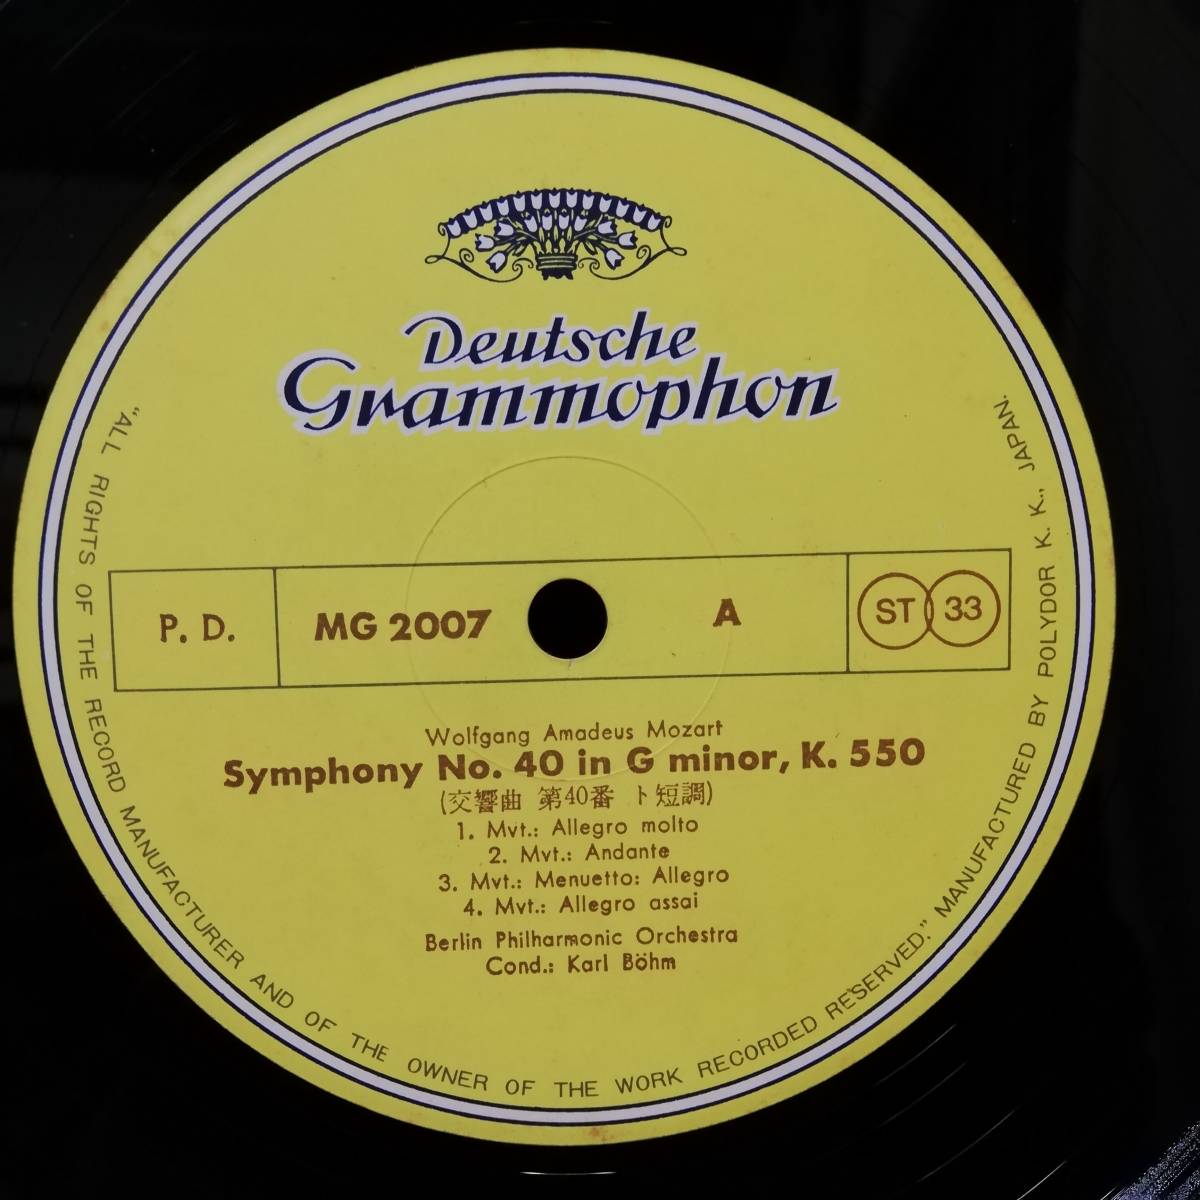 Deutsche
Grammophon
P. D.
MG 2007
A
ST 33
Wolfgang Amadeus Mozart
Symphony No. 40 in G minor, K. 550
(交響曲 第40番 ト短調)
1. Mvt.: Allegro molto
2. Mvt.: Andante
3. Mvt.: Menuetto: Allegro
4. Mvt.: Allegro assai
Berlin Philharmonic Orchestra
Cond.: Karl Böhm
"ALL RIGHTS OF THE RECORD MANUFACTURER AND OF THE OWNER OF THE WORK RECORDED RESERVED." MANUFACTURED BY POLYDOR K. K., JAPAN.